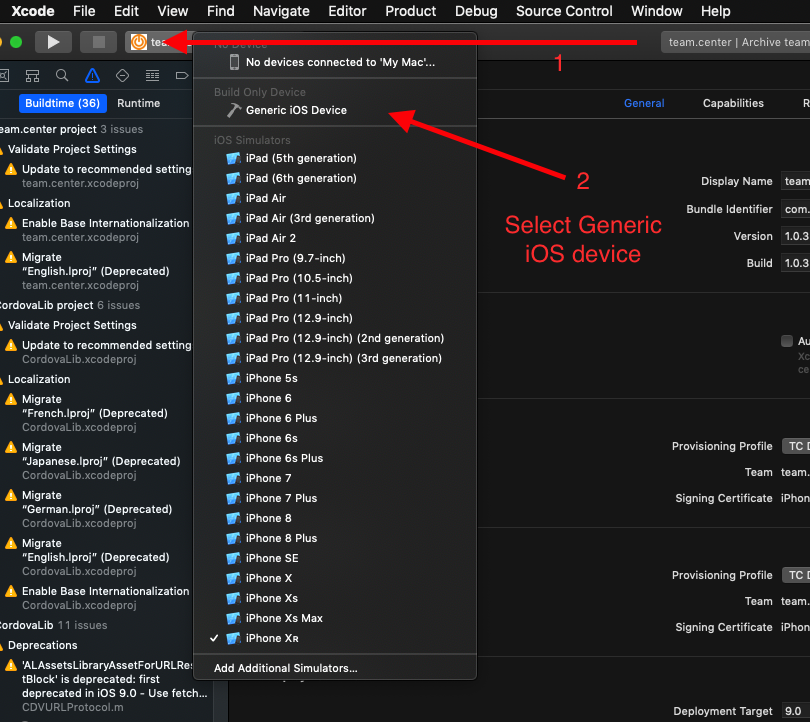 Xcode File Edit View Find Navigate Editor Product Debug Source Control Window Help
team.center | Archive team
1
No Device
No devices connected to 'My Mac'...
Build Only Device
Generic iOS Device
iOS Simulators
iPad (5th generation)
iPad (6th generation)
iPad Air
iPad Air (3rd generation)
iPad Air 2
iPad Pro (9.7-inch)
iPad Pro (10.5-inch)
iPad Pro (11-inch)
iPad Pro (12.9-inch)
iPad Pro (12.9-inch) (2nd generation)
iPad Pro (12.9-inch) (3rd generation)
iPhone 5s
iPhone 6
iPhone 6 Plus
iPhone 6s
iPhone 6s Plus
iPhone 7
iPhone 7 Plus
iPhone 8
iPhone 8 Plus
iPhone SE
iPhone X
iPhone Xs
iPhone Xs Max
iPhone XR
Add Additional Simulators...
2
Select Generic
iOS device
Buildtime (36) Runtime
team.center project 3 issues
Validate Project Settings
Update to recommended setting
team.center.xcodeproj
Localization
Enable Base Internationalization
team.center.xcodeproj
Migrate
“English.lproj” (Deprecated)
team.center.xcodeproj
CordovaLib project 6 issues
Validate Project Settings
Update to recommended setting
CordovaLib.xcodeproj
Localization
Migrate
“French.lproj” (Deprecated)
CordovaLib.xcodeproj
Migrate
“Japanese.lproj” (Deprecated)
CordovaLib.xcodeproj
Migrate
“German.lproj” (Deprecated)
CordovaLib.xcodeproj
Migrate
“English.lproj” (Deprecated)
CordovaLib.xcodeproj
Enable Base Internationalization
CordovaLib.xcodeproj
CordovaLib 11 issues
Deprecations
'ALAssetsLibraryAssetForURLRes
tBlock' is deprecated: first
deprecated in iOS 9.0 - Use fetch...
CDVURLProtocol.m
General Capabilities R
Display Name team
Bundle Identifier com.
Version 1.0.3
Build 1.0.3
Au
Xc
ce
Provisioning Profile TC D
Team team.
Signing Certificate iPhon
Provisioning Profile TC D
Team team.
Signing Certificate iPhon
Deployment Target 9.0